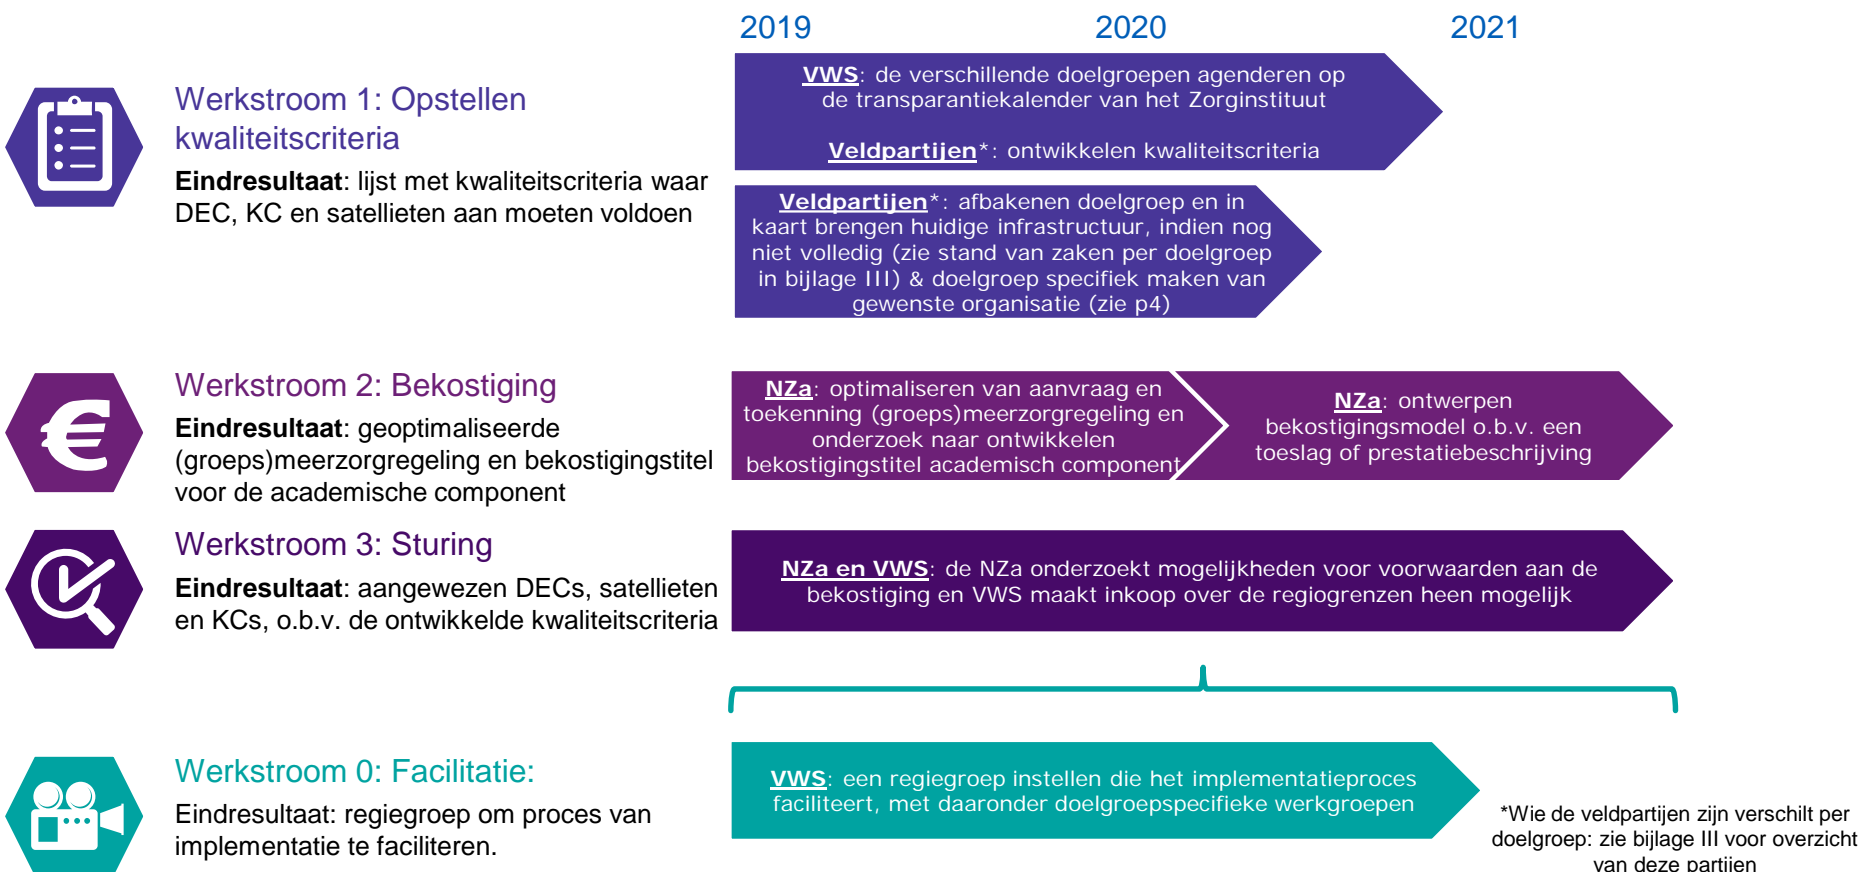 2019 2020 2021
Werkstroom 1: Opstellen
kwaliteitscriteria
Eindresultaat: lijst met kwaliteitscriteria waar
DEC, KC en satellieten aan moeten voldoen
VWS: de verschillende doelgroepen agenderen op
de transparantiekalender van het Zorginstituut
Veldpartijen*: ontwikkelen kwaliteitscriteria
Veldpartijen*: afbakenen doelgroep en in
kaart brengen huidige infrastructuur, indien nog
niet volledig (zie stand van zaken per doelgroep
in bijlage III) & doelgroep specifiek maken van
gewenste organisatie (zie p4)
Werkstroom 2: Bekostiging
Eindresultaat: geoptimaliseerde
(groeps)meerzorgregeling en bekostigingstitel
voor de academische component
NZa: optimaliseren van aanvraag en
toekenning (groeps)meerzorgregeling en
onderzoek naar ontwikkelen
bekostigingstitel academisch component
NZa: ontwerpen
bekostigingsmodel o.b.v. een
toeslag of prestatiebeschrijving
Werkstroom 3: Sturing
Eindresultaat: aangewezen DECs, satellieten
en KCs, o.b.v. de ontwikkelde kwaliteitscriteria
NZa en VWS: de NZa onderzoekt mogelijkheden voor voorwaarden aan de
bekostiging en VWS maakt inkoop over de regiogrenzen heen mogelijk
Werkstroom 0: Facilitatie:
Eindresultaat: regiegroep om proces van
implementatie te faciliteren.
VWS: een regiegroep instellen die het implementatieproces
faciliteert, met daaronder doelgroepspecifieke werkgroepen
*Wie de veldpartijen zijn verschilt per
doelgroep: zie bijlage III voor overzicht
van deze partijen